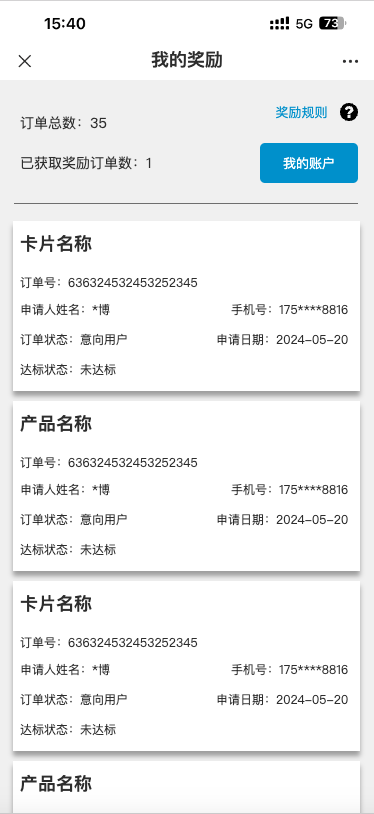 15:40
5G 73
我的奖励
奖励规则 ?
订单总数：35
已获取奖励订单数：1
我的账户
卡片名称
订单号：636324532453252345
申请人姓名：*博 手机号：175****8816
订单状态：意向用户 申请日期：2024-05-20
达标状态：未达标
产品名称
订单号：636324532453252345
申请人姓名：*博 手机号：175****8816
订单状态：意向用户 申请日期：2024-05-20
达标状态：未达标
卡片名称
订单号：636324532453252345
申请人姓名：*博 手机号：175****8816
订单状态：意向用户 申请日期：2024-05-20
达标状态：未达标
产品名称